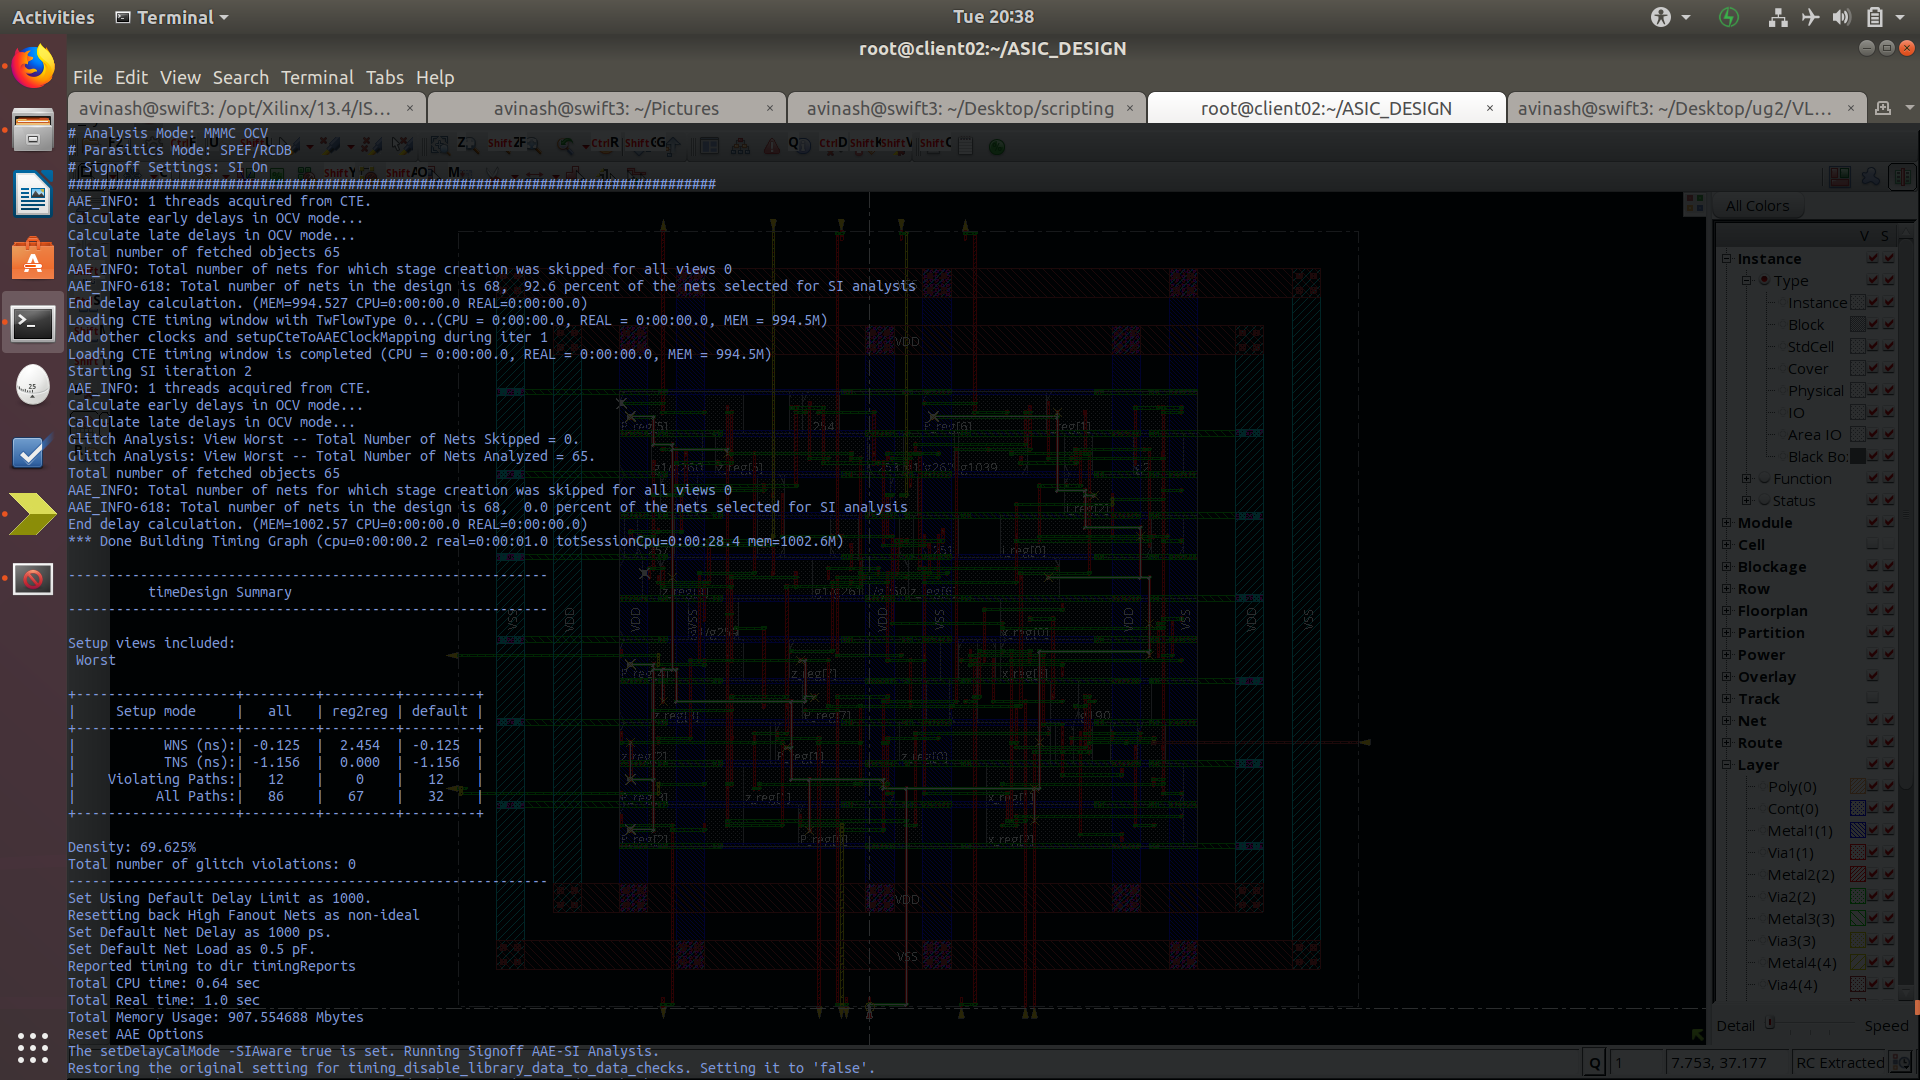 Activities
Terminal
Tue 20:38
root@client02:~/ASIC_DESIGN
File Edit View Search Terminal Tabs Help
avinash@swift3: /opt/Xilinx/13.4/IS... ×
avinash@swift3: ~/Pictures ×
avinash@swift3: ~/Desktop/scripting ×
root@client02:~/ASIC_DESIGN ×
avinash@swift3: ~/Desktop/ug2/VL... ×
# Analysis Mode: MMMC OCV
# Parasitics Mode: SPEF/RCDB
# Signoff Settings: SI On
#################################################################################
AAE_INFO: 1 threads acquired from CTE.
Calculate early delays in OCV mode...
Calculate late delays in OCV mode...
Total number of fetched objects 65
AAE_INFO: Total number of nets for which stage creation was skipped for all views 0
AAE_INFO-618: Total number of nets in the design is 68,  92.6 percent of the nets selected for SI analysis
End delay calculation. (MEM=994.527 CPU=0:00:00.0 REAL=0:00:00.0)
Loading CTE timing window with TwFlowType 0...(CPU = 0:00:00.0, REAL = 0:00:00.0, MEM = 994.5M)
Add other clocks and setupCteToAAEClockMapping during iter 1
Loading CTE timing window is completed (CPU = 0:00:00.0, REAL = 0:00:00.0, MEM = 994.5M)
Starting SI iteration 2
AAE_INFO: 1 threads acquired from CTE.
Calculate early delays in OCV mode...
Calculate late delays in OCV mode...
Glitch Analysis: View Worst -- Total Number of Nets Skipped = 0.
Glitch Analysis: View Worst -- Total Number of Nets Analyzed = 65.
Total number of fetched objects 65
AAE_INFO: Total number of nets for which stage creation was skipped for all views 0
AAE_INFO-618: Total number of nets in the design is 68,  0.0 percent of the nets selected for SI analysis
End delay calculation. (MEM=1002.57 CPU=0:00:00.0 REAL=0:00:00.0)
*** Done Building Timing Graph (cpu=0:00:00.2 real=0:00:01.0 totSessionCpu=0:00:28.4 mem=1002.6M)
------------------------------------------------------------
timeDesign Summary
------------------------------------------------------------
Setup views included:
Worst
+--------------------+---------+---------+---------+
|     Setup mode     |   all   | reg2reg | default |
+--------------------+---------+---------+---------+
|           WNS (ns):| -0.125  |  2.454  | -0.125  |
|           TNS (ns):| -1.156  |  0.000  | -1.156  |
|    Violating Paths:|   12    |    0    |   12    |
|          All Paths:|   86    |   67    |   32    |
+--------------------+---------+---------+---------+
Density: 69.625%
Total number of glitch violations: 0
------------------------------------------------------------
Set Using Default Delay Limit as 1000.
Resetting back High Fanout Nets as non-ideal
Set Default Net Delay as 1000 ps.
Set Default Net Load as 0.5 pF.
Reported timing to dir timingReports
Total CPU time: 0.64 sec
Total Real time: 1.0 sec
Total Memory Usage: 907.554688 Mbytes
Reset AAE Options
The setDelayCalMode -SIAware true is set. Running Signoff AAE-SI Analysis.
Restoring the original setting for timing_disable_library_data_to_data_checks. Setting it to 'false'.
VDD
VDD
VSS
VSS
VDD
VDD
VSS
VDD
VSS
VDD
VSS
VDD
VSS
All Colors
V S
Instance
Type
Instance
Block
StdCell
Cover
Physical
IO
Area IO
Black Bo
Function
Status
Module
Cell
Blockage
Row
Floorplan
Partition
Power
Overlay
Track
Net
Route
Layer
Poly(0)
Cont(0)
Metal1(1)
Via1(1)
Metal2(2)
Via2(2)
Metal3(3)
Via3(3)
Metal4(4)
Via4(4)
Detail
Speed
Q 1
7.753, 37.177
RC Extracted